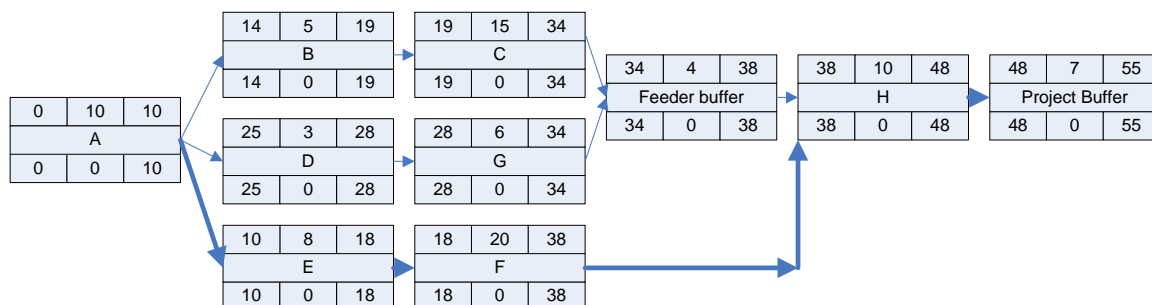 14 5 19
B
14 0 19
19 15 34
C
19 0 34
34 4 38
Feeder buffer
34 0 38
38 10 48
H
38 0 48
48 7 55
Project Buffer
48 0 55
0 10 10
A
0 0 10
25 3 28
D
25 0 28
28 6 34
G
28 0 34
10 8 18
E
10 0 18
18 20 38
F
18 0 38